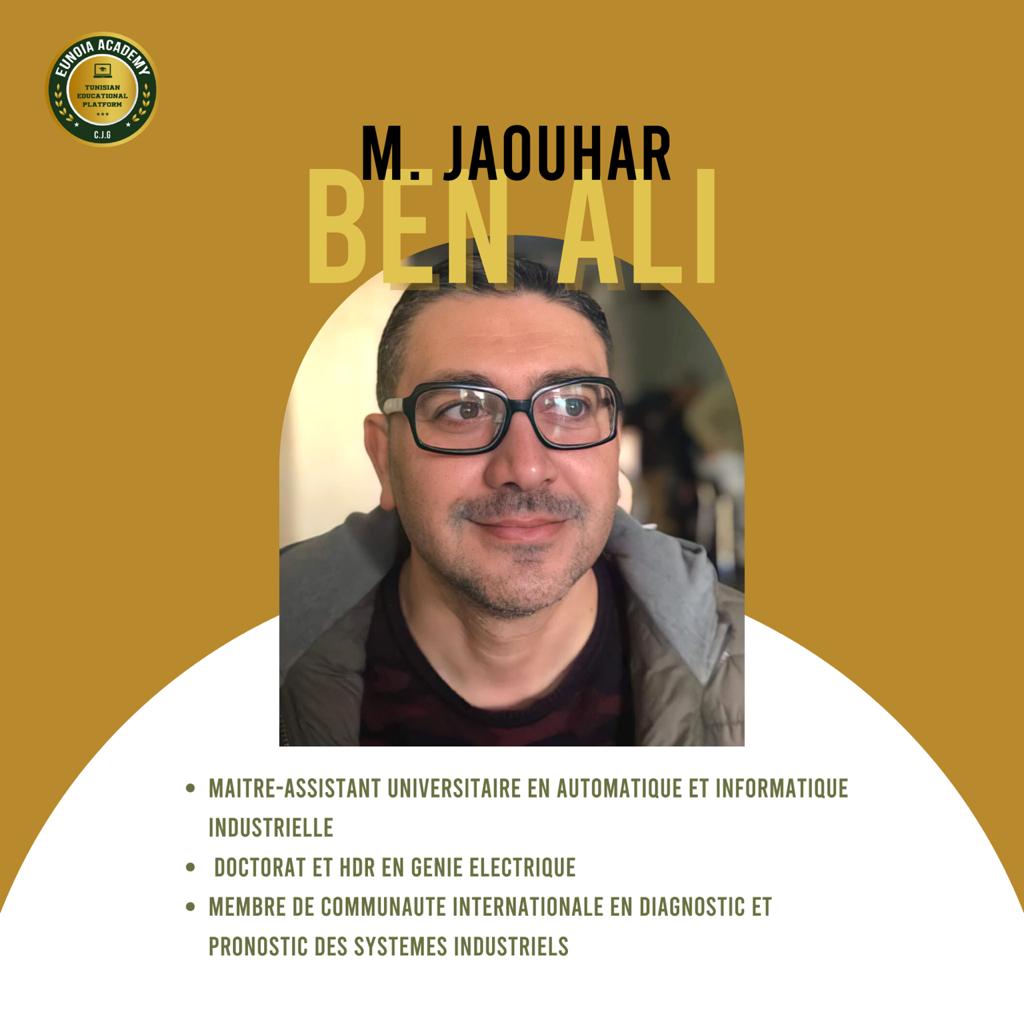 EUNOIA ACADEMY
TUNISIAN
EDUCATIONAL
PLATFORM
C.J.G
M. JAOUHAR
BEN ALI
• MAITRE-ASSISTANT UNIVERSITAIRE EN AUTOMATIQUE ET INFORMATIQUE
INDUSTRIELLE
• DOCTORAT ET HDR EN GENIE ELECTRIQUE
• MEMBRE DE COMMUNAUTE INTERNATIONALE EN DIAGNOSTIC ET
PRONOSTIC DES SYSTEMES INDUSTRIELS